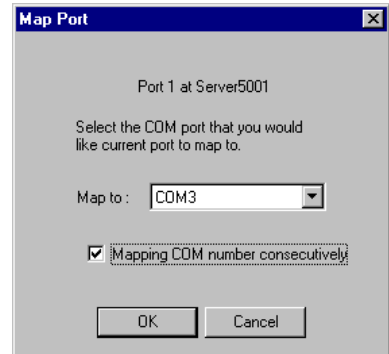 Map Port
Port 1 at Server5001
Select the COM port that you would
like current port to map to.
Map to : COM3
Mapping COM number consecutively
OK Cancel